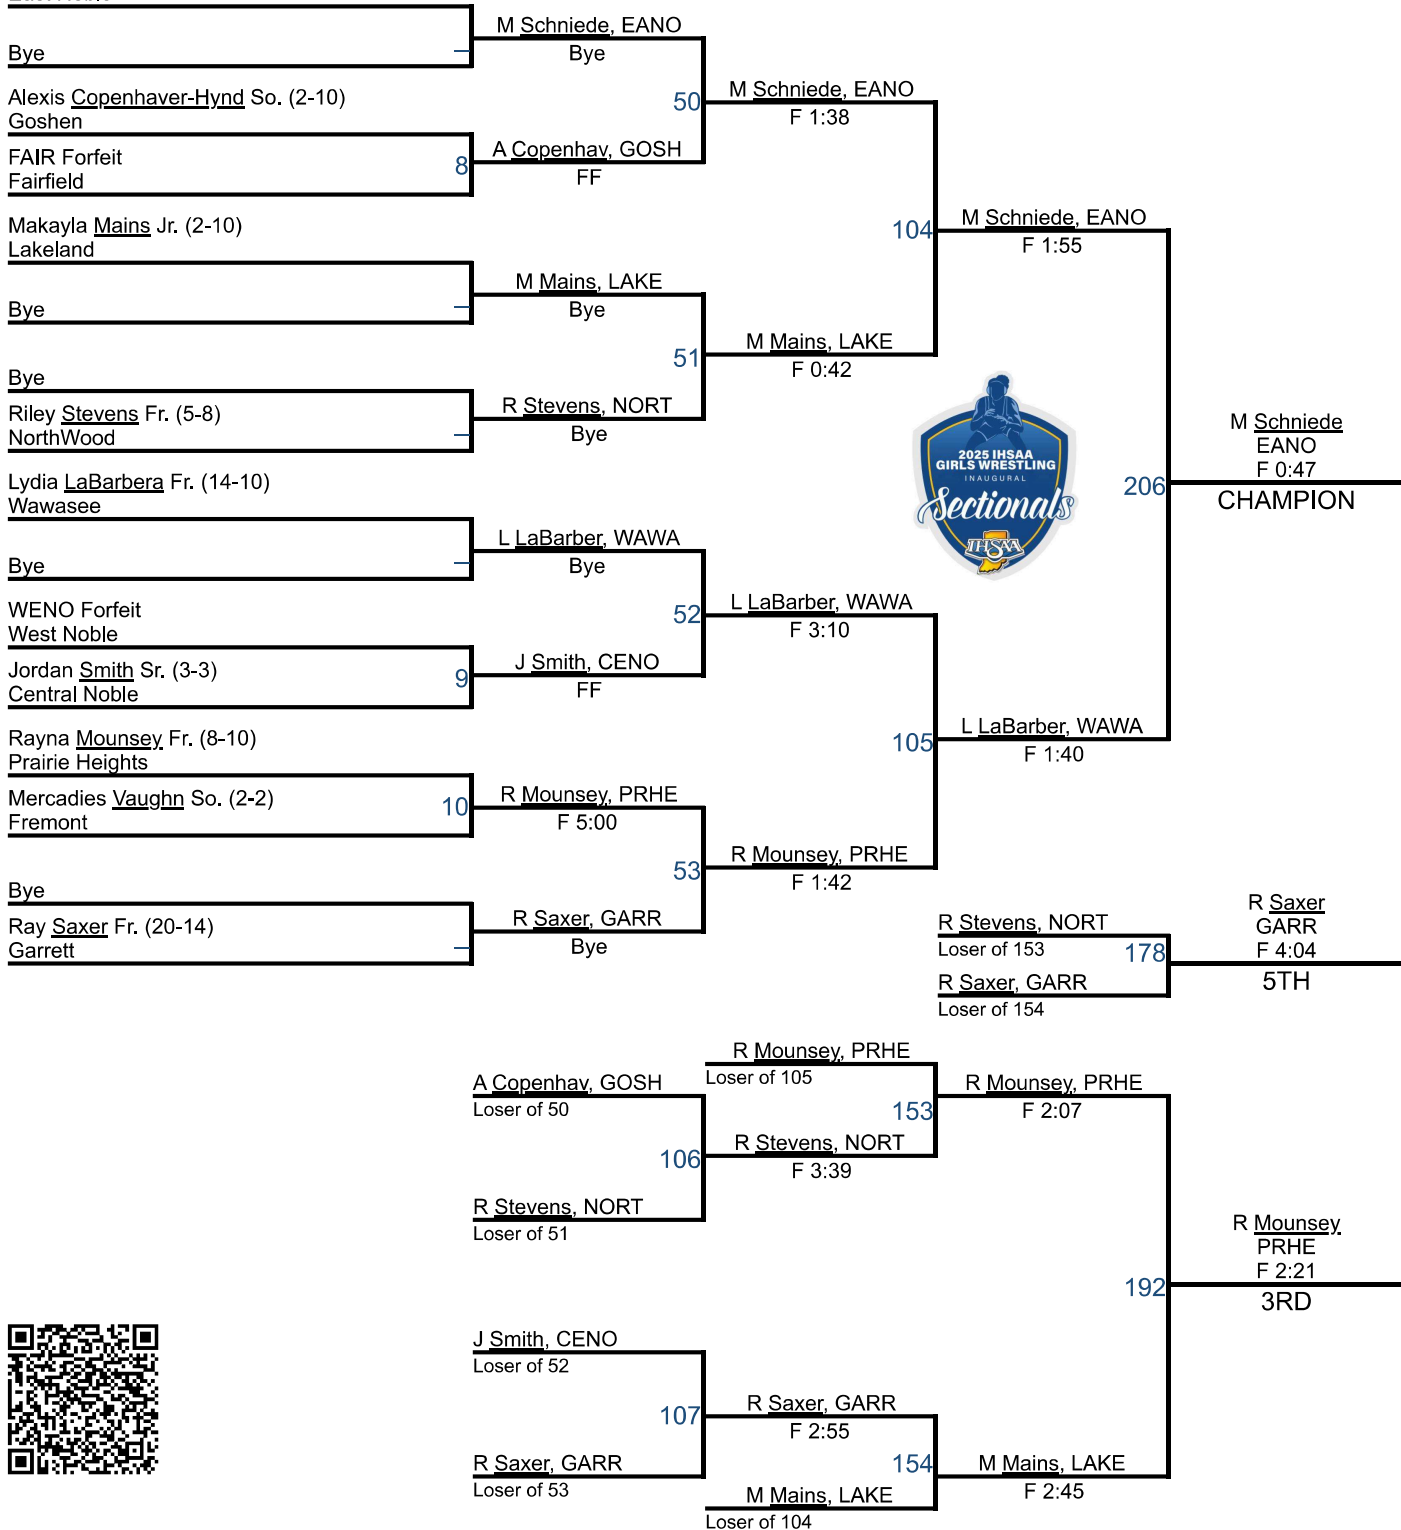 Bye
Alexis Copenhaver-Hynd So. (2-10)
Goshen
FAIR Forfeit
Fairfield
8
Makayla Mains Jr. (2-10)
Lakeland
Bye
Bye
Riley Stevens Fr. (5-8)
NorthWood
Lydia LaBarbera Fr. (14-10)
Wawasee
Bye
WENO Forfeit
West Noble
Jordan Smith Sr. (3-3)
Central Noble
9
Rayna Mounsey Fr. (8-10)
Prairie Heights
Mercadies Vaughn So. (2-2)
Fremont
10
Bye
Ray Saxer Fr. (20-14)
Garrett
M Schniede, EANO
Bye
A Copenhav, GOSH
FF
50
M Mains, LAKE
Bye
R Stevens, NORT
Bye
51
L LaBarber, WAWA
Bye
J Smith, CENO
FF
52
R Mounsey, PRHE
F 5:00
R Saxer, GARR
Bye
53
M Schniede, EANO
F 1:38
M Mains, LAKE
F 0:42
104
L LaBarber, WAWA
F 3:10
R Mounsey, PRHE
F 1:42
105
M Schniede, EANO
F 1:55
L LaBarber, WAWA
F 1:40
206
2025 IHSAA
GIRLS WRESTLING
INAUGURAL
Sectionals
IHSAA
M Schniede
EANO
F 0:47
CHAMPION
R Stevens, NORT
Loser of 153
R Saxer, GARR
Loser of 154
178
R Saxer
GARR
F 4:04
5TH
A Copenhav, GOSH
Loser of 50
R Stevens, NORT
Loser of 51
106
R Mounsey, PRHE
Loser of 105
R Stevens, NORT
F 3:39
153
R Mounsey, PRHE
F 2:07
J Smith, CENO
Loser of 52
R Saxer, GARR
Loser of 53
107
R Saxer, GARR
F 2:55
M Mains, LAKE
Loser of 104
154
M Mains, LAKE
F 2:45
192
R Mounsey
PRHE
F 2:21
3RD